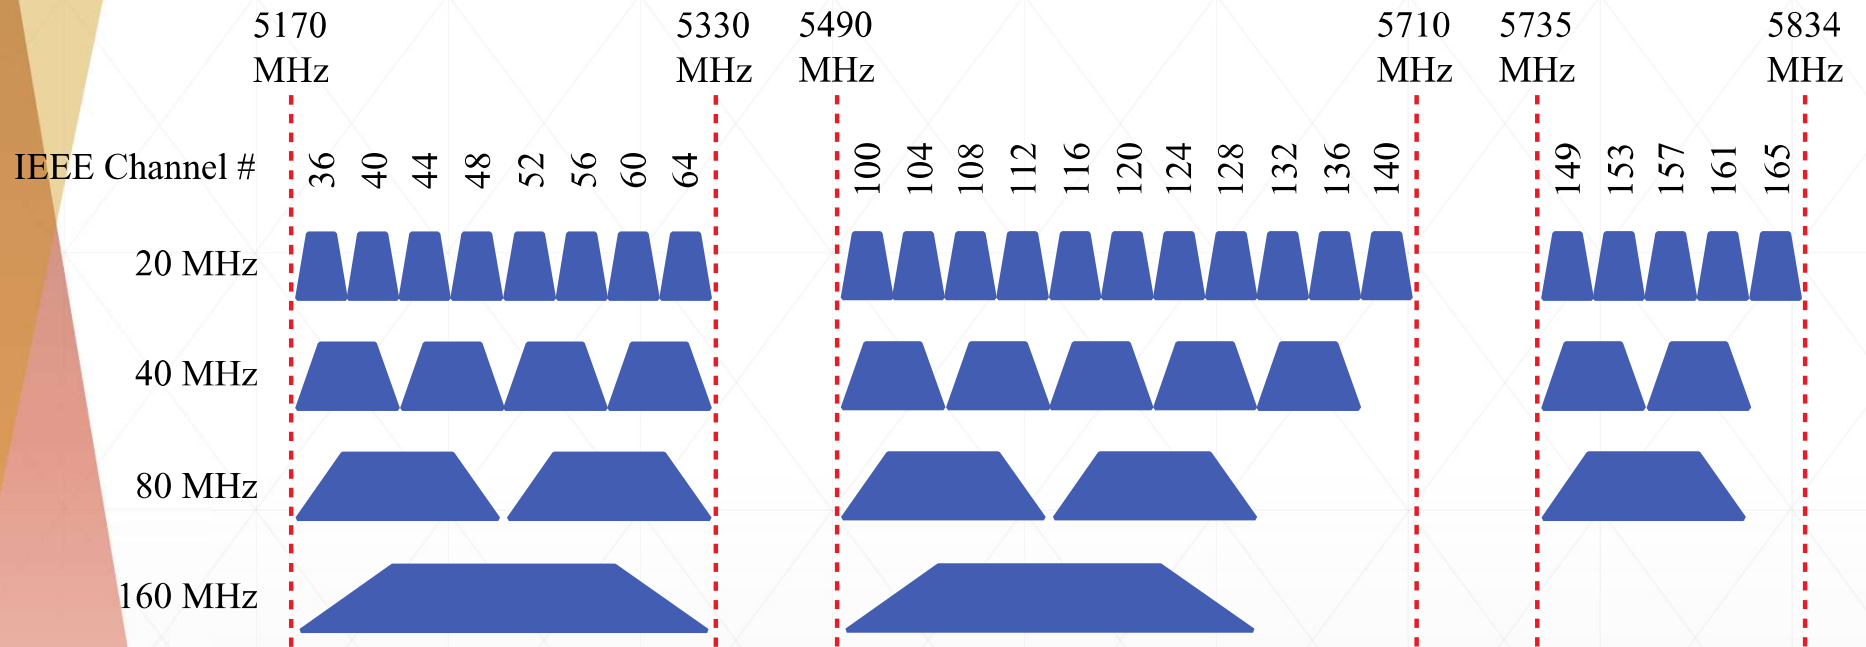 5170
MHz
5330
MHz
5490
MHz
5710
MHz
5735
MHz
5834
MHz
IEEE Channel # 36 40 44 48 52 56 60 64 100 104 108 112 116 120 124 128 132 136 140 149 153 157 161 165
20 MHz
40 MHz
80 MHz
160 MHz